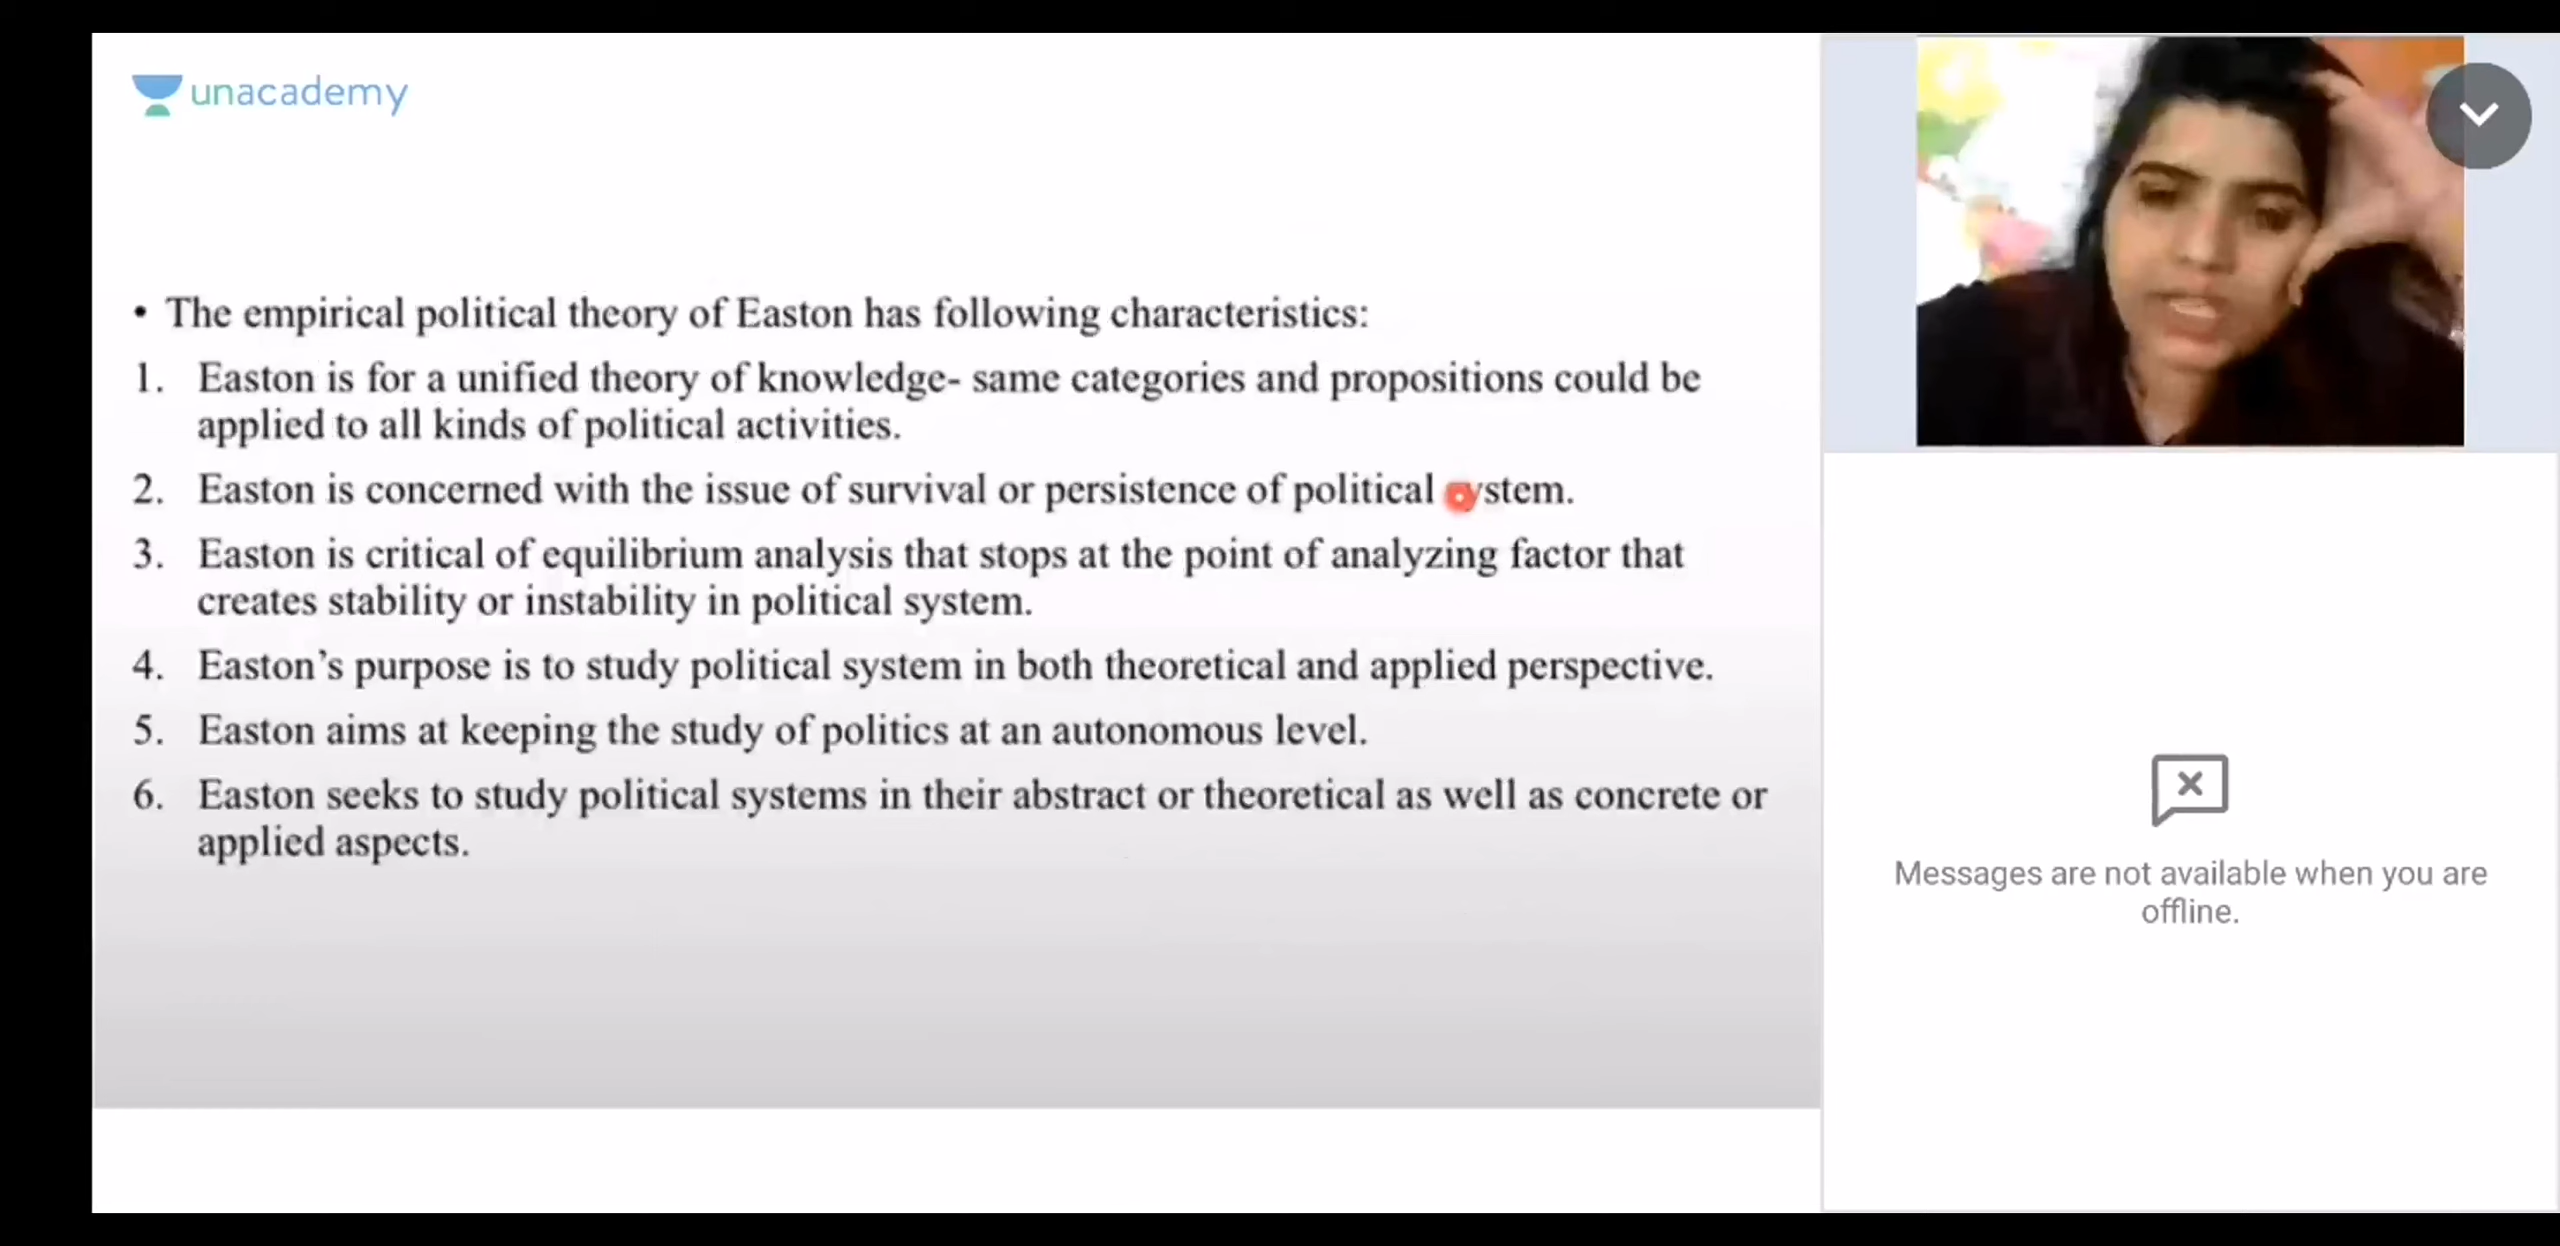 unacademy
• The empirical political theory of Easton has following characteristics:
1. Easton is for a unified theory of knowledge- same categories and propositions could be
applied to all kinds of political activities.
2. Easton is concerned with the issue of survival or persistence of political system.
3. Easton is critical of equilibrium analysis that stops at the point of analyzing factor that
creates stability or instability in political system.
4. Easton’s purpose is to study political system in both theoretical and applied perspective.
5. Easton aims at keeping the study of politics at an autonomous level.
6. Easton seeks to study political systems in their abstract or theoretical as well as concrete or
applied aspects.
Messages are not available when you are
offline.